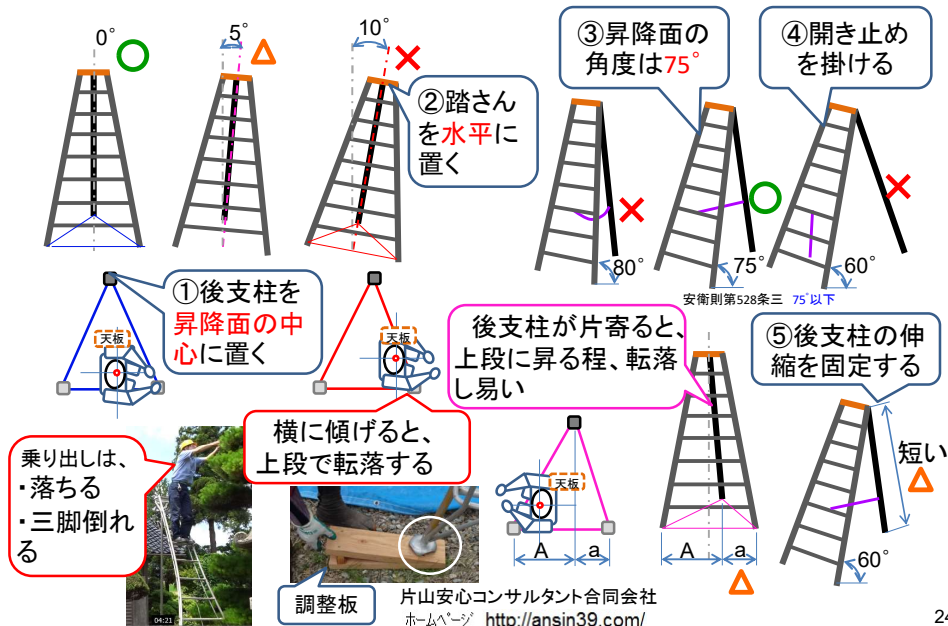 0°
5°
10°
②踏さん
を水平に
置く
③昇降面の
角度は75°
④開き止め
を掛ける
80°
75°
60°
安衛則第528条三 75°以下
①後支柱を
昇降面の中
心に置く
天板
天板
横に傾げると、
上段で転落する
後支柱が片寄ると、
上段に昇る程、転落
し易い
天板
A
a
A
a
⑤後支柱の伸
縮を固定する
短い
60°
乗り出しは、
・落ちる
・三脚倒れ
る
04:21
調整板
片山安心コンサルタント合同会社
ホームページ http://ansin39.com/
24